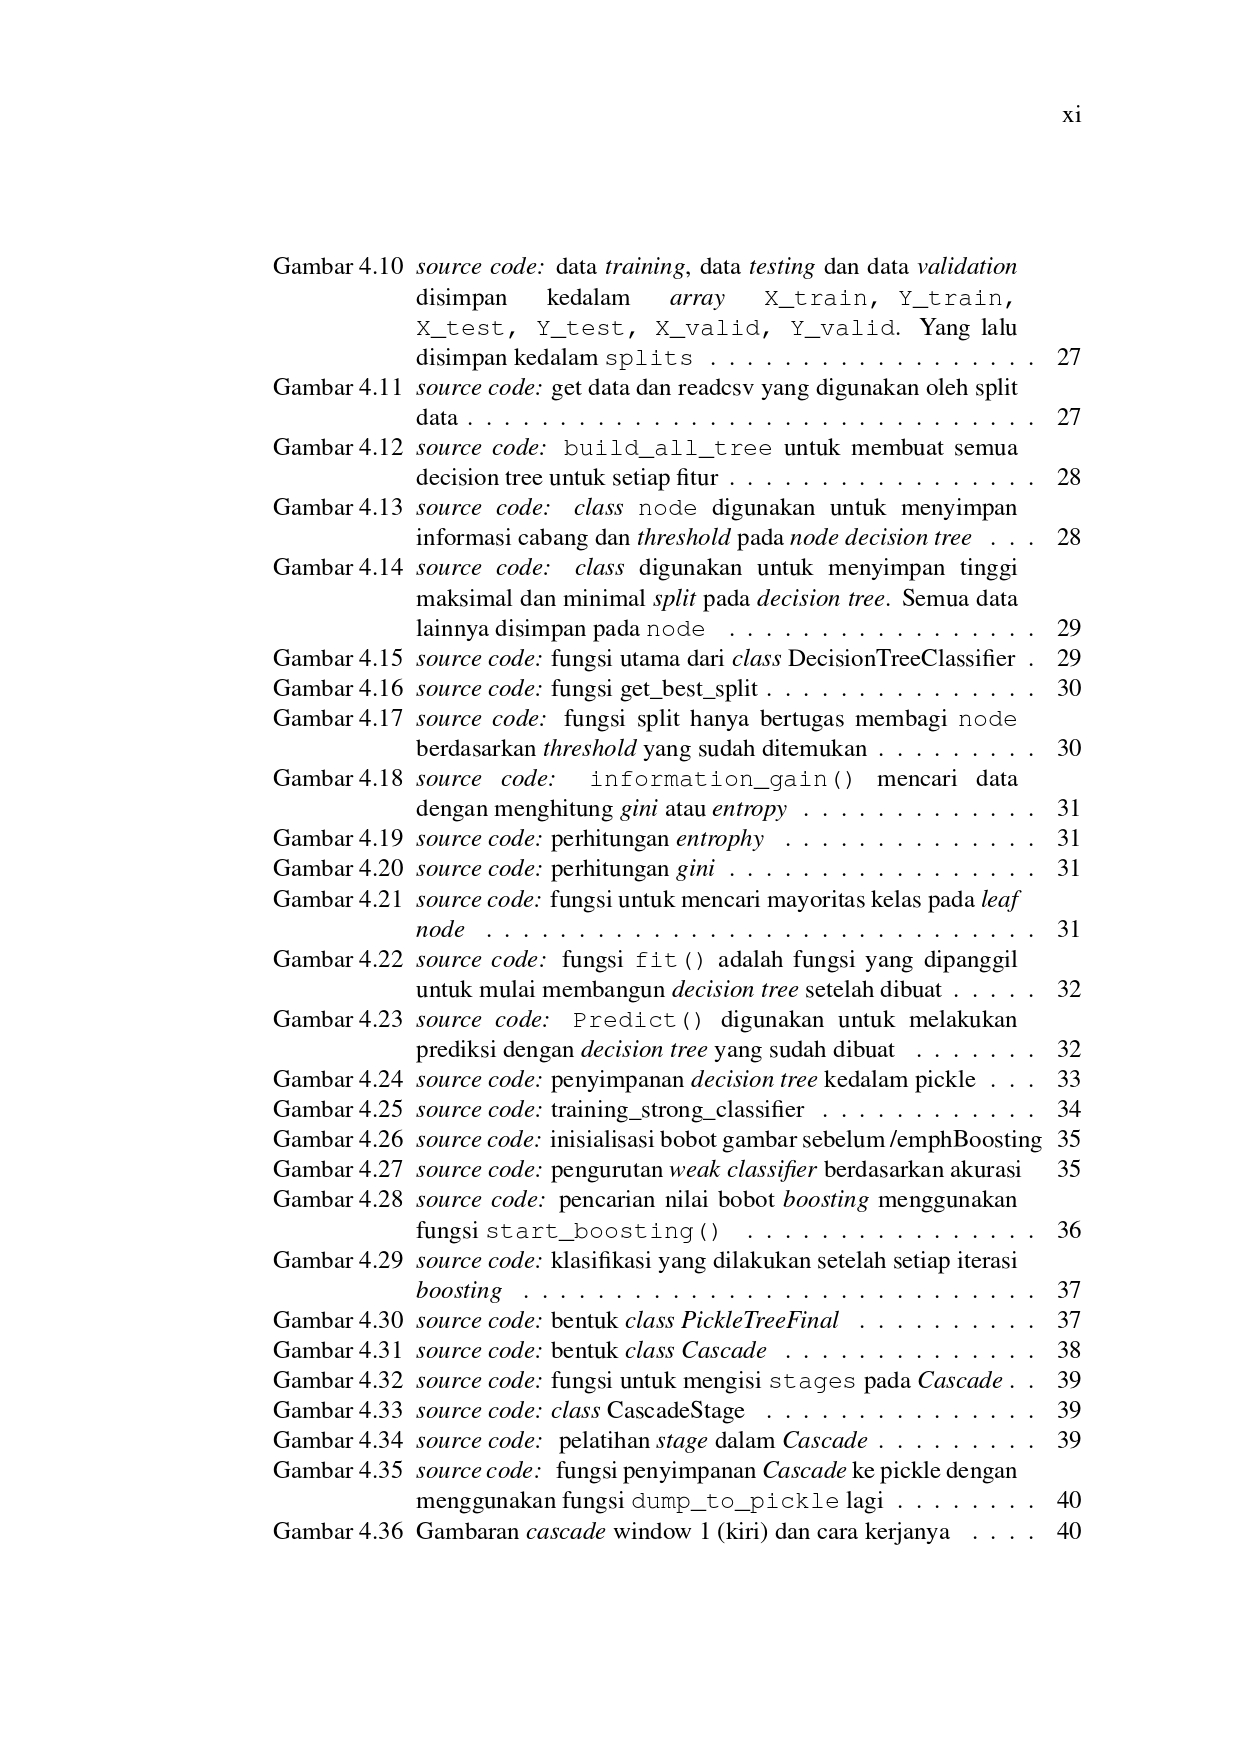 xi
Gambar 4.10 source code: data training, data testing dan data validation
disimpan kedalam array X_train, Y_train,
X_test, Y_test, X_valid, Y_valid. Yang lalu
disimpan kedalam splits . . . . . . . . . . . . . . . . . . 27
Gambar 4.11 source code: get data dan readcsv yang digunakan oleh split
data . . . . . . . . . . . . . . . . . . . . . . . . . . . . . . . 27
Gambar 4.12 source code: build_all_tree untuk membuat semua
decision tree untuk setiap fitur . . . . . . . . . . . . . . . . . 28
Gambar 4.13 source code: class node digunakan untuk menyimpan
informasi cabang dan threshold pada node decision tree . . . 28
Gambar 4.14 source code: class digunakan untuk menyimpan tinggi
maksimal dan minimal split pada decision tree. Semua data
lainnya disimpan pada node . . . . . . . . . . . . . . . . . 29
Gambar 4.15 source code: fungsi utama dari class DecisionTreeClassifier . 29
Gambar 4.16 source code: fungsi get_best_split . . . . . . . . . . . . . . . 30
Gambar 4.17 source code: fungsi split hanya bertugas membagi node
berdasarkan threshold yang sudah ditemukan . . . . . . . . . 30
Gambar 4.18 source code: information_gain() mencari data
dengan menghitung gini atau entropy . . . . . . . . . . . . . 31
Gambar 4.19 source code: perhitungan entrophy . . . . . . . . . . . . . . 31
Gambar 4.20 source code: perhitungan gini . . . . . . . . . . . . . . . . . 31
Gambar 4.21 source code: fungsi untuk mencari mayoritas kelas pada leaf
node . . . . . . . . . . . . . . . . . . . . . . . . . . . . . . 31
Gambar 4.22 source code: fungsi fit() adalah fungsi yang dipanggil
untuk mulai membangun decision tree setelah dibuat . . . . . 32
Gambar 4.23 source code: Predict() digunakan untuk melakukan
prediksi dengan decision tree yang sudah dibuat . . . . . . . 32
Gambar 4.24 source code: penyimpanan decision tree kedalam pickle . . . 33
Gambar 4.25 source code: training_strong_classifier . . . . . . . . . . . . 34
Gambar 4.26 source code: inisialisasi bobot gambar sebelum /emphBoosting 35
Gambar 4.27 source code: pengurutan weak classifier berdasarkan akurasi 35
Gambar 4.28 source code: pencarian nilai bobot boosting menggunakan
fungsi start_boosting() . . . . . . . . . . . . . . . . 36
Gambar 4.29 source code: klasifikasi yang dilakukan setelah setiap iterasi
boosting . . . . . . . . . . . . . . . . . . . . . . . . . . . . 37
Gambar 4.30 source code: bentuk class PickleTreeFinal . . . . . . . . . . 37
Gambar 4.31 source code: bentuk class Cascade . . . . . . . . . . . . . . 38
Gambar 4.32 source code: fungsi untuk mengisi stages pada Cascade . . 39
Gambar 4.33 source code: class CascadeStage . . . . . . . . . . . . . . . 39
Gambar 4.34 source code: pelatihan stage dalam Cascade . . . . . . . . . 39
Gambar 4.35 source code: fungsi penyimpanan Cascade ke pickle dengan
menggunakan fungsi dump_to_pickle lagi . . . . . . . . 40
Gambar 4.36 Gambaran cascade window 1 (kiri) dan cara kerjanya . . . . 40